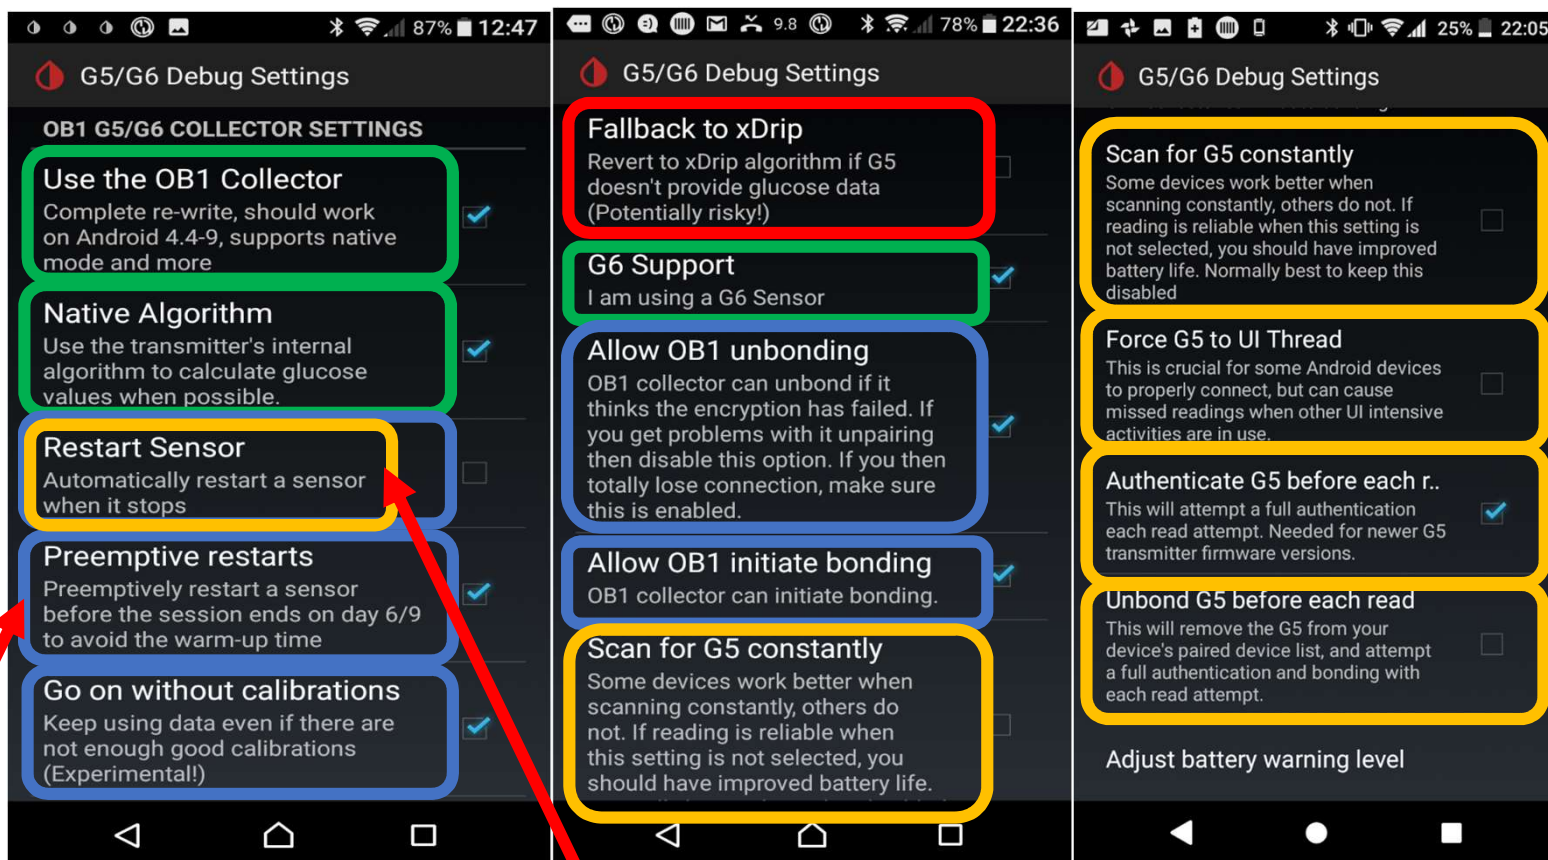 87% 12:47
G5/G6 Debug Settings
OB1 G5/G6 COLLECTOR SETTINGS
Use the OB1 Collector
Complete re-write, should work
on Android 4.4-9, supports native
mode and more
Native Algorithm
Use the transmitter's internal
algorithm to calculate glucose
values when possible.
Restart Sensor
Automatically restart a sensor
when it stops
Preemptive restarts
Preemptively restart a sensor
before the session ends on day 6/9
to avoid the warm-up time
Go on without calibrations
Keep using data even if there are
not enough good calibrations
(Experimental!)
9.8 78% 22:36
G5/G6 Debug Settings
Fallback to xDrip
Revert to xDrip algorithm if G5
doesn't provide glucose data
(Potentially risky!)
G6 Support
I am using a G6 Sensor
Allow OB1 unbonding
OB1 collector can unbond if it
thinks the encryption has failed. If
you get problems with it unpairing
then disable this option. If you then
totally lose connection, make sure
this is enabled.
Allow OB1 initiate bonding
OB1 collector can initiate bonding.
Scan for G5 constantly
Some devices work better when
scanning constantly, others do
not. If reading is reliable when
this setting is not selected, you
should have improved battery life.
25% 22:05
G5/G6 Debug Settings
Scan for G5 constantly
Some devices work better when
scanning constantly, others do not. If
reading is reliable when this setting is
not selected, you should have improved
battery life. Normally best to keep this
disabled
Force G5 to UI Thread
This is crucial for some Android devices
to properly connect, but can cause
missed readings when other UI intensive
activities are in use.
Authenticate G5 before each r..
This will attempt a full authentication
each read attempt. Needed for newer G5
transmitter firmware versions.
Unbond G5 before each read
This will remove the G5 from your
device's paired device list, and attempt
a full authentication and bonding with
each read attempt.
Adjust battery warning level